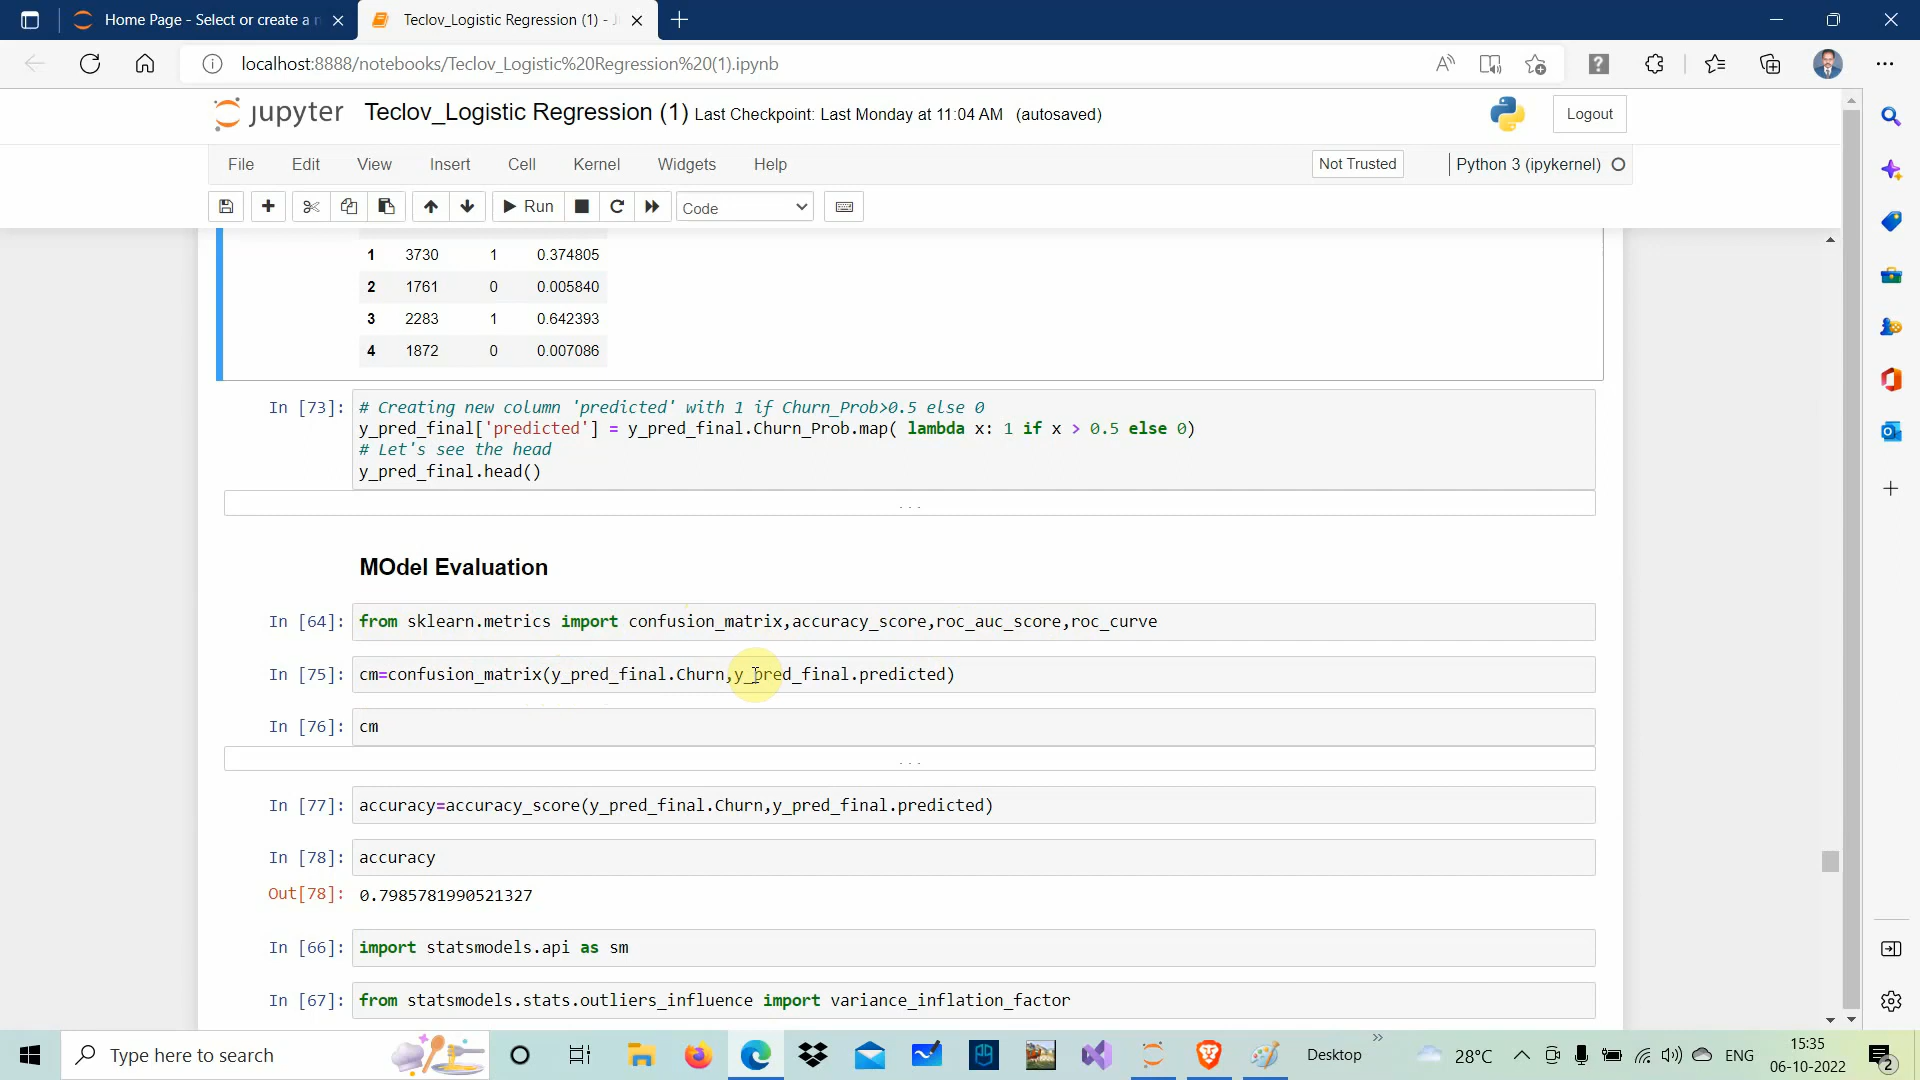 Home Page - Select or create a n
Teclov_Logistic Regression (1) - J
localhost:8888/notebooks/Teclov_Logistic%20Regression%20(1).ipynb
jupyter Teclov_Logistic Regression (1) Last Checkpoint: Last Monday at 11:04 AM (autosaved)
Logout
File Edit View Insert Cell Kernel Widgets Help
Not Trusted
Python 3 (ipykernel)
Run
Code
1 3730 1 0.374805
2 1761 0 0.005840
3 2283 1 0.642393
4 1872 0 0.007086
In [73]: # Creating new column 'predicted' with 1 if Churn_Prob>0.5 else 0
y_pred_final['predicted'] = y_pred_final.Churn_Prob.map( lambda x: 1 if x > 0.5 else 0)
# Let's see the head
y_pred_final.head()
...
MOdel Evaluation
In [64]: from sklearn.metrics import confusion_matrix,accuracy_score,roc_auc_score,roc_curve
In [75]: cm=confusion_matrix(y_pred_final.Churn,y_pred_final.predicted)
In [76]: cm
...
In [77]: accuracy=accuracy_score(y_pred_final.Churn,y_pred_final.predicted)
In [78]: accuracy
Out[78]: 0.7985781990521327
In [66]: import statsmodels.api as sm
In [67]: from statsmodels.stats.outliers_influence import variance_inflation_factor
Type here to search
Desktop
28°C
ENG
15:35
06-10-2022
2